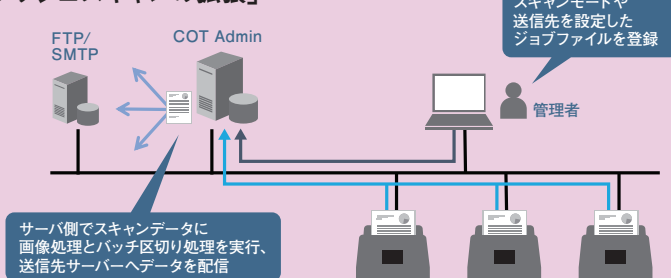 の拡張」
スキャンモードや
送信先を設定した
ジョブファイルを登録
FTP/
SMTP
COT Admin
管理者
サーバ側でスキャンデータに
画像処理とバッチ区切り処理を実行、
送信先サーバーへデータを配信